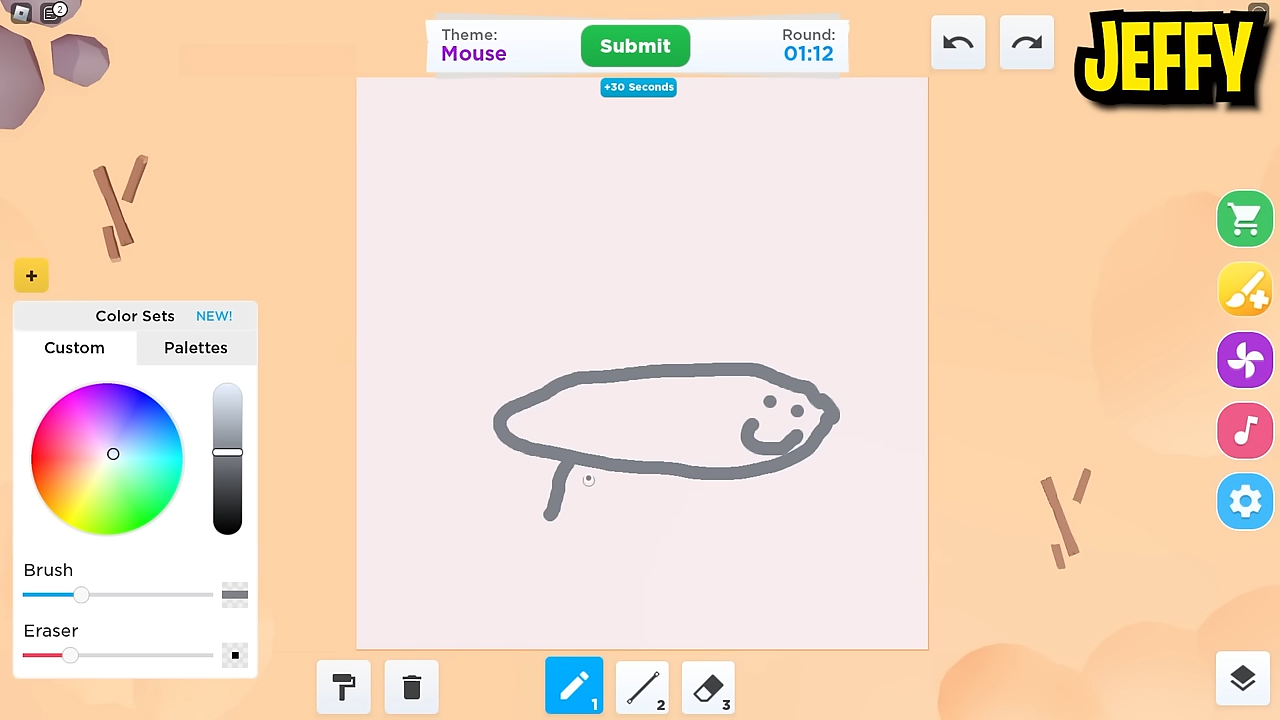 2
Theme:
Mouse
Submit
Round:
01:12
+30 Seconds
JEFFY
+
Color Sets NEW!
Custom Palettes
Brush
Eraser
1
2
3